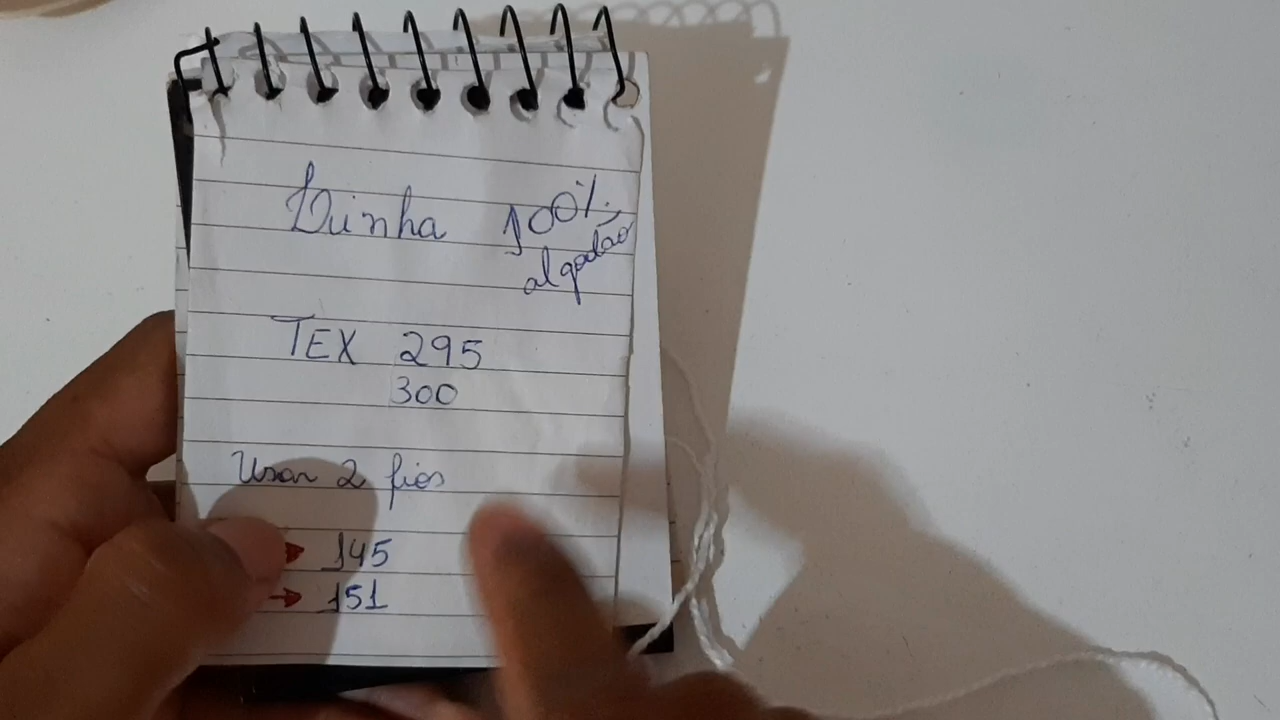 Linha 100%
algodão
TEX 295
300
Usar 2 fios
→ 145
→ 151